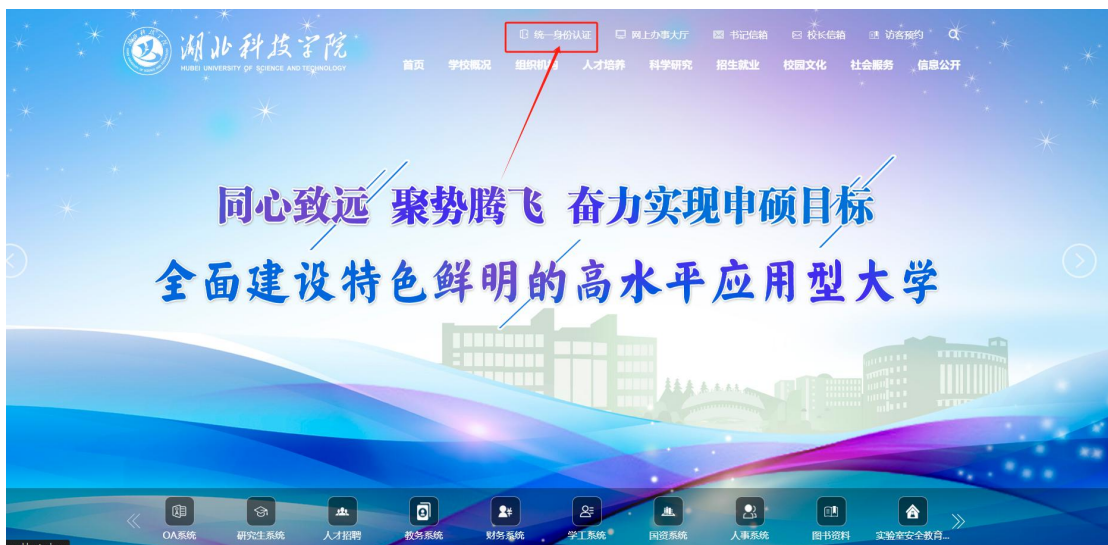 湖北科技学院
HUBEI UNIVERSITY OF SCIENCE AND TECHNOLOGY
统一身份认证 网上办事大厅 书记信箱 校长信箱 访客预约
首页 学校概况 组织机构 人才培养 科学研究 招生就业 校园文化 社会服务 信息公开
同心致远 聚势腾飞 奋力实现申硕目标
全面建设特色鲜明的高水平应用型大学
OA系统 研究生系统 人才招聘 教务系统 财务系统 学工系统 国资系统 人事系统 图书资料 实验室安全教育...